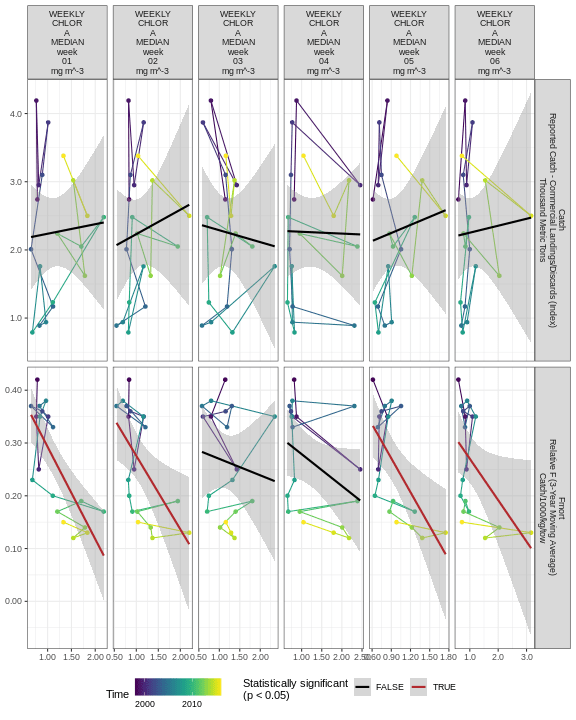 WEEKLY CHLOR A MEDIAN week 01 mg m^-3
WEEKLY CHLOR A MEDIAN week 02 mg m^-3
WEEKLY CHLOR A MEDIAN week 03 mg m^-3
WEEKLY CHLOR A MEDIAN week 04 mg m^-3
WEEKLY CHLOR A MEDIAN week 05 mg m^-3
WEEKLY CHLOR A MEDIAN week 06 mg m^-3
4.0
3.0
2.0
1.0
Catch
Reported Catch - Commercial Landings/Discards (Index)
Thousand Metric Tons
0.40
0.30
0.20
0.10
0.00
Fmort
Relative F (3-Year Moving Average)
Catch/1000/kg/tow
1.00 1.50 2.00
0.50 1.00 1.50 2.00
0.50 1.00 1.50 2.00
1.00 1.50 2.00 2.50
0.60 0.90 1.20 1.50 1.80
1.0 2.0 3.0
Time
2000 2010
Statistically significant
(p < 0.05)
FALSE TRUE